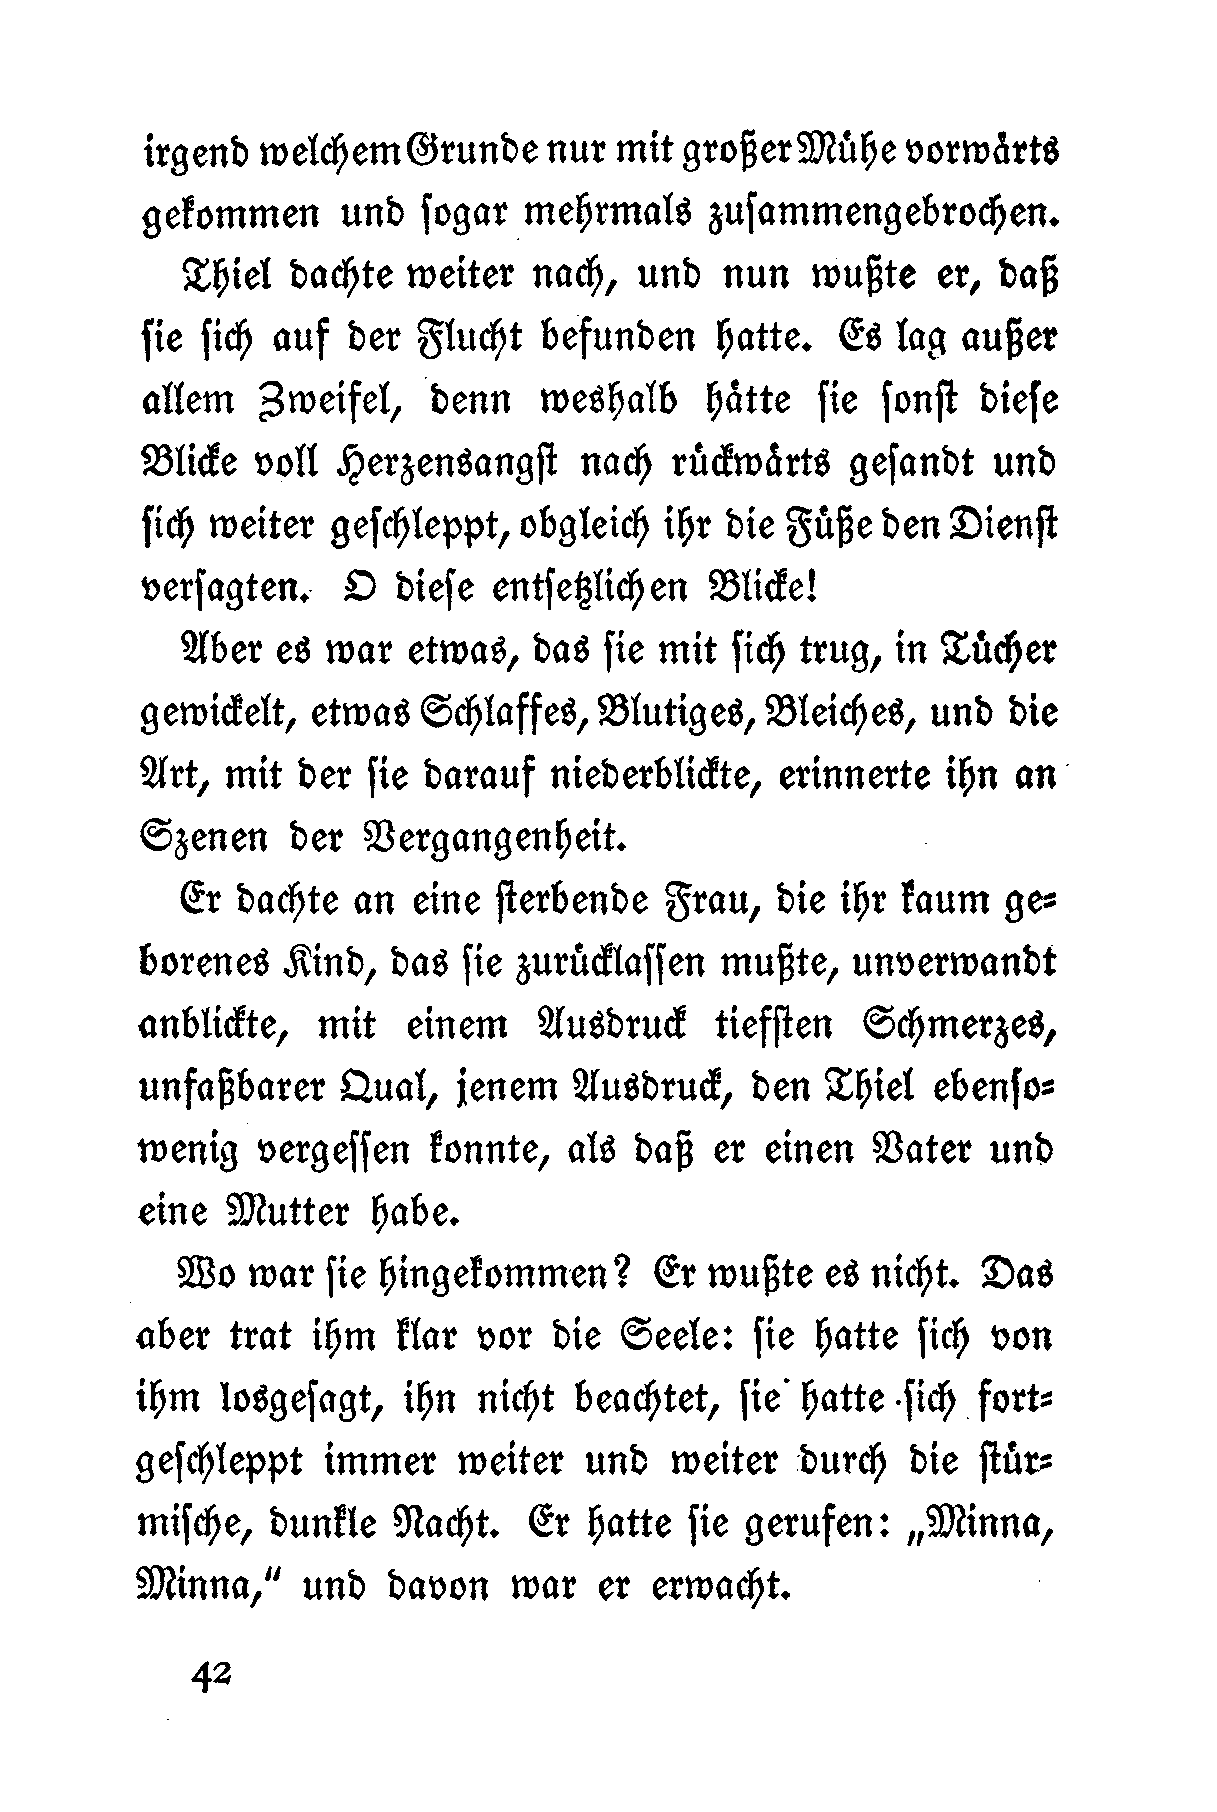 irgend welchem Grunde nur mit großer Mühe vorwärts
gekommen und ſogar mehrmals zuſammengebrochen.
Thiel dachte weiter nach, und nun wußte er, daß
ſie ſich auf der Flucht befunden hatte. Es lag außer
allem Zweifel, denn weshalb hätte ſie ſonſt dieſe
Blicke voll Herzensangſt nach rückwärts geſandt und
ſich weiter geſchleppt, obgleich ihr die Füße den Dienſt
verſagten. O dieſe entſetzlichen Blicke!
Aber es war etwas, das ſie mit ſich trug, in Tücher
gewickelt, etwas Schlaffes, Blutiges, Bleiches, und die
Art, mit der ſie darauf niederblickte, erinnerte ihn an
Szenen der Vergangenheit.
Er dachte an eine ſterbende Frau, die ihr kaum ge⸗
borenes Kind, das ſie zurücklaſſen mußte, unverwandt
anblickte, mit einem Ausdruck tiefſten Schmerzes,
unfaßbarer Qual, jenem Ausdruck, den Thiel ebenſo⸗
wenig vergeſſen konnte, als daß er einen Vater und
eine Mutter habe.
Wo war ſie hingekommen? Er wußte es nicht. Das
aber trat ihm klar vor die Seele: ſie hatte ſich von
ihm losgeſagt, ihn nicht beachtet, ſie hatte ſich fort⸗
geſchleppt immer weiter und weiter durch die ſtür⸗
miſche, dunkle Nacht. Er hatte ſie gerufen: „Minna,
Minna,“ und davon war er erwacht.
42